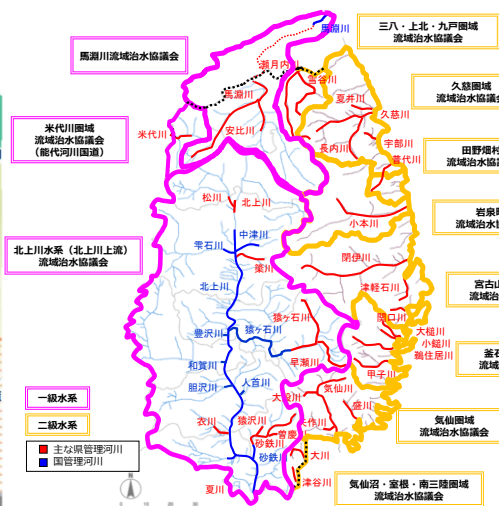 三八・上北・九戸圏域
流域治水協議会
馬淵川
馬淵川流域治水協議会
瀬月内川
雪谷川
馬淵川
夏井川
久慈圏域
流域治水協議会
久慈川
米代川圏域
流域治水協議会
(能代河川国道)
米代川
安比川
長内川
宇部川
普代川
田野畑村
流域治水協
松川
北上川
岩泉
流域治
小本川
中津川
雫石川
簗川
閉伊川
北上川水系(北上川上流)
流域治水協議会
北上川
津軽石川
宮古山
流域治
猿ヶ石川
関口川
豊沢川
猿ヶ石川
大槌川
小鎚川
鵜住居川
釜石
流域
和賀川
早瀬川
甲子川
胆沢川
人首川
気仙川
大股川
盛川
一級水系
二級水系
衣川
猿沢川
矢作川
曽慶川
気仙圏域
流域治水協議会
主な県管理河川
国管理河川
砂鉄川
砂鉄川
大川
夏川
津谷川
気仙沼・室根・南三陸圏域
流域治水協議会